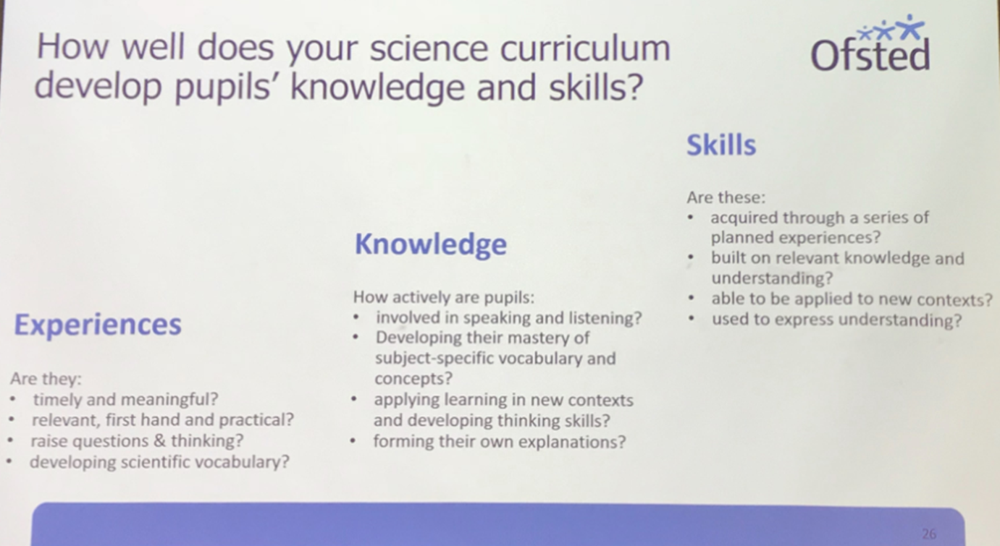 How well does your science curriculum
develop pupils’ knowledge and skills?
Ofsted
Experiences
Are they:
• timely and meaningful?
• relevant, first hand and practical?
• raise questions & thinking?
• developing scientific vocabulary?
Knowledge
How actively are pupils:
• involved in speaking and listening?
• Developing their mastery of
subject-specific vocabulary and
concepts?
• applying learning in new contexts
and developing thinking skills?
• forming their own explanations?
Skills
Are these:
• acquired through a series of
planned experiences?
• built on relevant knowledge and
understanding?
• able to be applied to new contexts?
• used to express understanding?
26